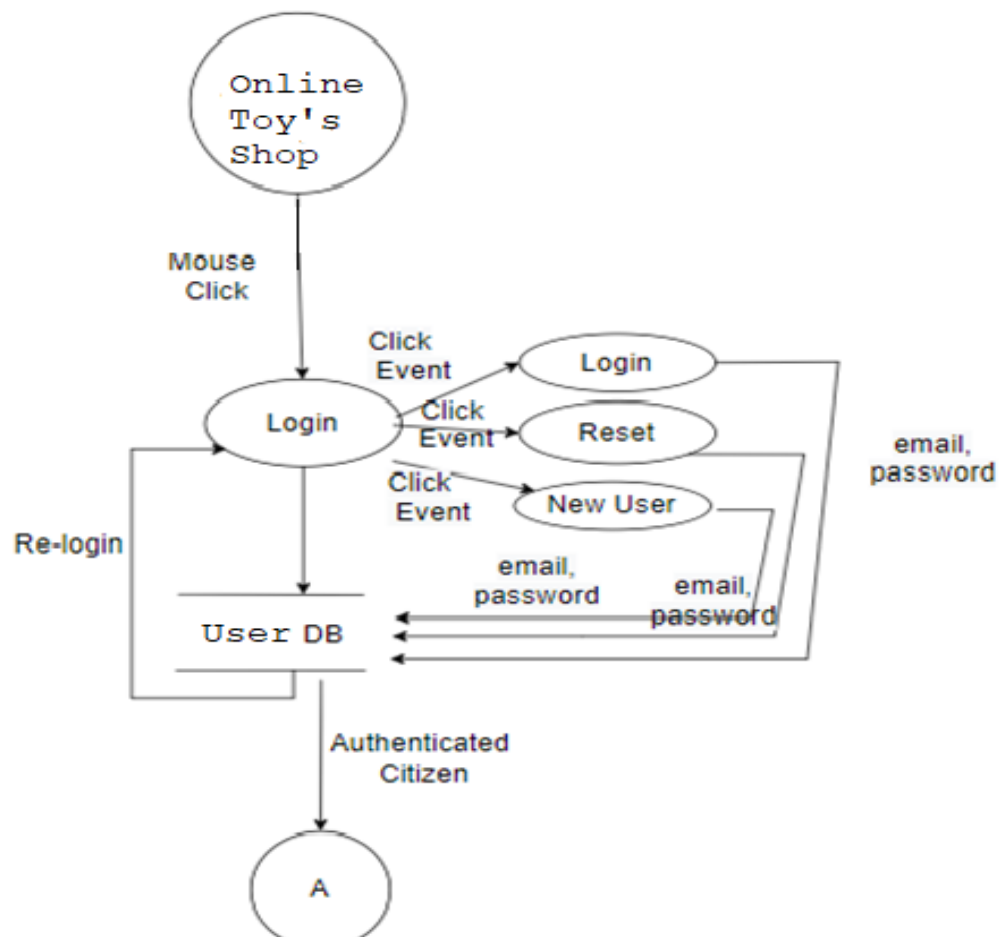 Online
Toy's
Shop
Mouse
Click
Click
Event
Login
Login
Click
Event
Reset
email,
password
Click
Event
New User
Re-login
email,
password
email,
password
User DB
Authenticated
Citizen
A